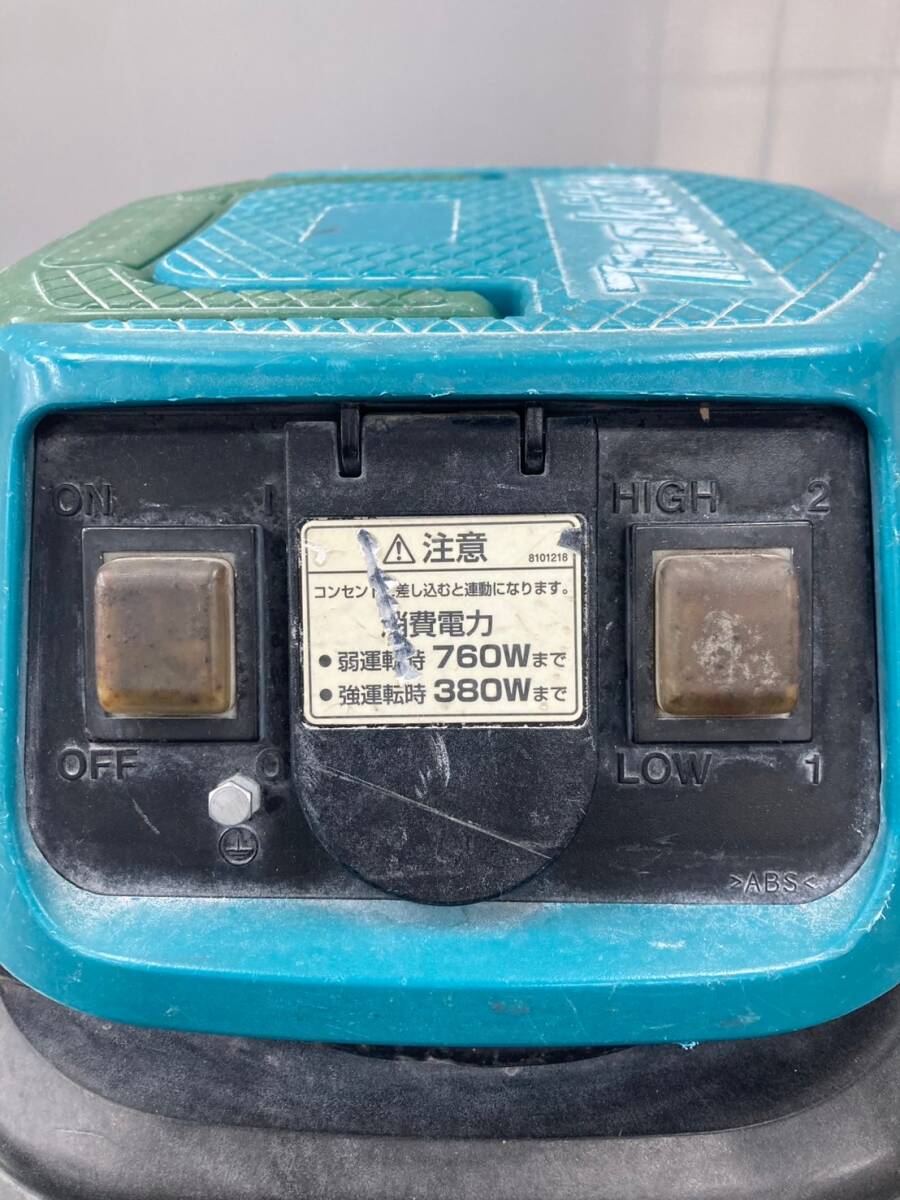 makita
ON I
HIGH 2
⚠ 注意
8101218
コンセント 差し込むと連動になります。
消費電力
• 弱運転時 760Wまで
• 強運転時 380Wまで
OFF O
LOW 1
>ABS<